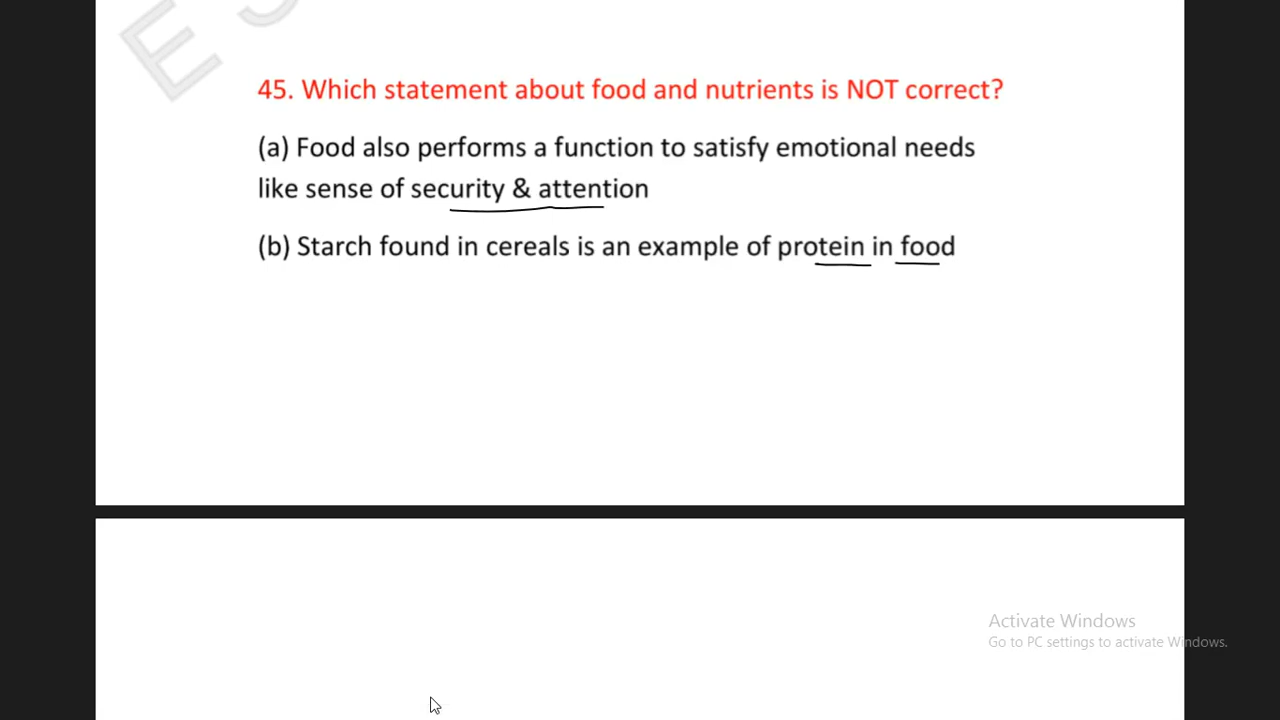 E S
45. Which statement about food and nutrients is NOT correct?
(a) Food also performs a function to satisfy emotional needs
like sense of security & attention
(b) Starch found in cereals is an example of protein in food
Activate Windows
Go to PC settings to activate Windows.